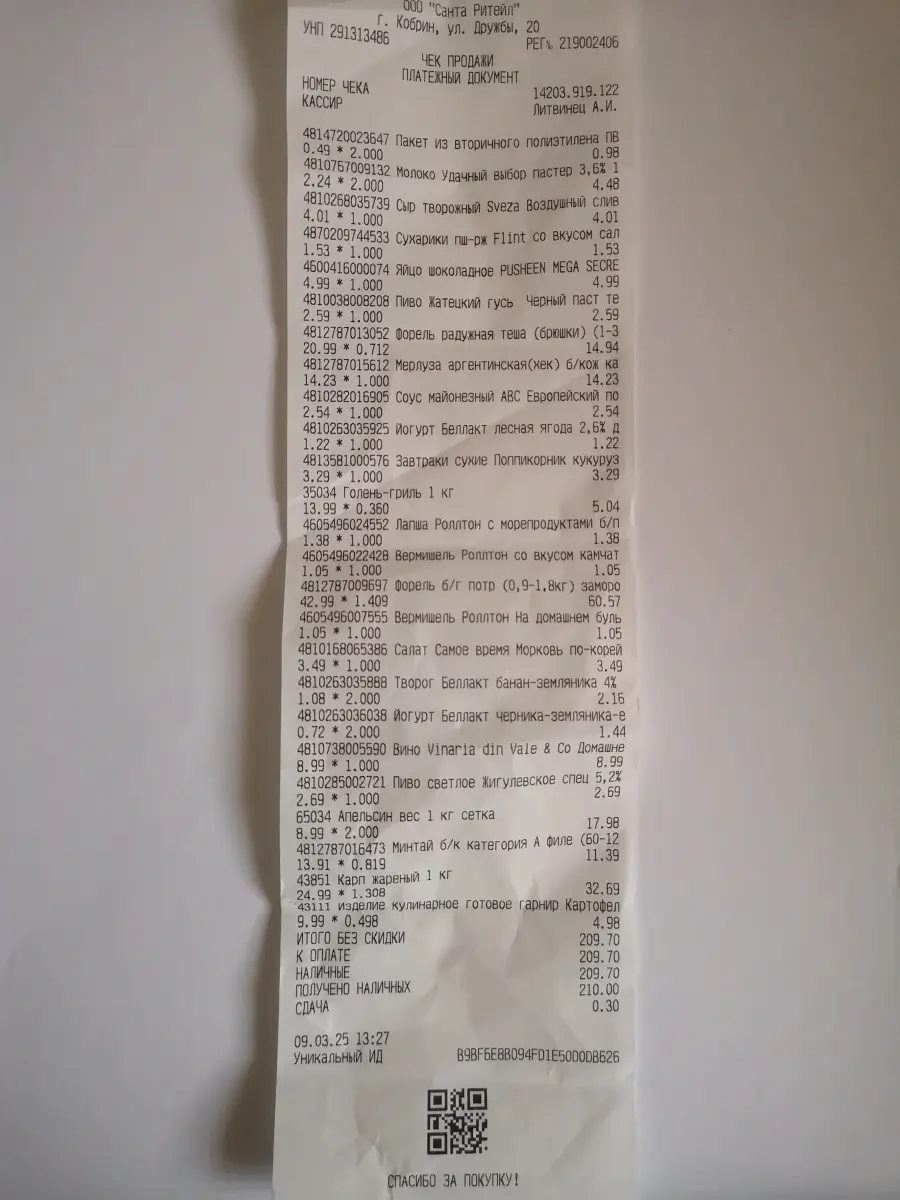 ООО "Санта Ритейл"
г. Кобрин, ул. Дружбы, 20
УНП 291313486
РЕГ№ 219002406
ЧЕК ПРОДАЖИ
ПЛАТЕЖНЫЙ ДОКУМЕНТ
НОМЕР ЧЕКА 14203.919.122
КАССИР Литвинец А.И.
4814720023647 Пакет из вторичного полиэтилена ПВ
0.49 * 2.000 0.98
4810767009132 Молоко Удачный выбор пастер 3,6% 1
2.24 * 2.000 4.48
4810268035739 Сыр творожный Sveza Воздушный слив
4.01 * 1.000 4.01
4870209744533 Сухарики пш-рж Flint со вкусом сал
1.53 * 1.000 1.53
4600416000074 Яйцо шоколадное PUSHEEN MEGA SECRE
4.99 * 1.000 4.99
4810038008208 Пиво Жатецкий гусь Черный паст те
2.59 * 1.000 2.59
4812787013052 Форель радужная теша (брюшки) (1-3
20.99 * 0.712 14.94
4812787015612 Мерлуза аргентинская(хек) б/кож ка
14.23 * 1.000 14.23
4810282016905 Соус майонезный АВС Европейский по
2.54 * 1.000 2.54
4810263035925 Йогурт Беллакт лесная ягода 2,6% д
1.22 * 1.000 1.22
4813581000576 Завтраки сухие Поппикорник кукуруз
3.29 * 1.000 3.29
35034 Голень-гриль 1 кг
13.99 * 0.360 5.04
4605496024552 Лапша Роллтон с морепродуктами б/п
1.38 * 1.000 1.38
4605496022428 Вермишель Роллтон со вкусом камчат
1.05 * 1.000 1.05
4812787009697 Форель б/г потр (0,9-1,8кг) заморо
42.99 * 1.409 60.57
4605496007555 Вермишель Роллтон На домашнем буль
1.05 * 1.000 1.05
4810168065386 Салат Самое время Морковь по-корей
3.49 * 1.000 3.49
4810263035888 Творог Беллакт банан-земляника 4%
1.08 * 2.000 2.16
4810263036038 Йогурт Беллакт черника-земляника-е
0.72 * 2.000 1.44
4810738005590 Вино Vinaria din Vale & Co Домашне
8.99 * 1.000 8.99
4810285002721 Пиво светлое Жигулевское спец 5,2%
2.69 * 1.000 2.69
65034 Апельсин вес 1 кг сетка
8.99 * 2.000 17.98
4812787016473 Минтай б/к категория А филе (60-12
13.91 * 0.819 11.39
43851 Карп жареный 1 кг
24.99 * 1.308 32.69
43111 Изделие кулинарное готовое гарнир Картофел
9.99 * 0.498 4.98
ИТОГО БЕЗ СКИДКИ 209.70
К ОПЛАТЕ 209.70
НАЛИЧНЫЕ 209.70
ПОЛУЧЕНО НАЛИЧНЫХ 210.00
СДАЧА 0.30
09.03.25 13:27
Уникальный ИД B9BF6E8B094FD1E50D0DB626
СПАСИБО ЗА ПОКУПКУ!